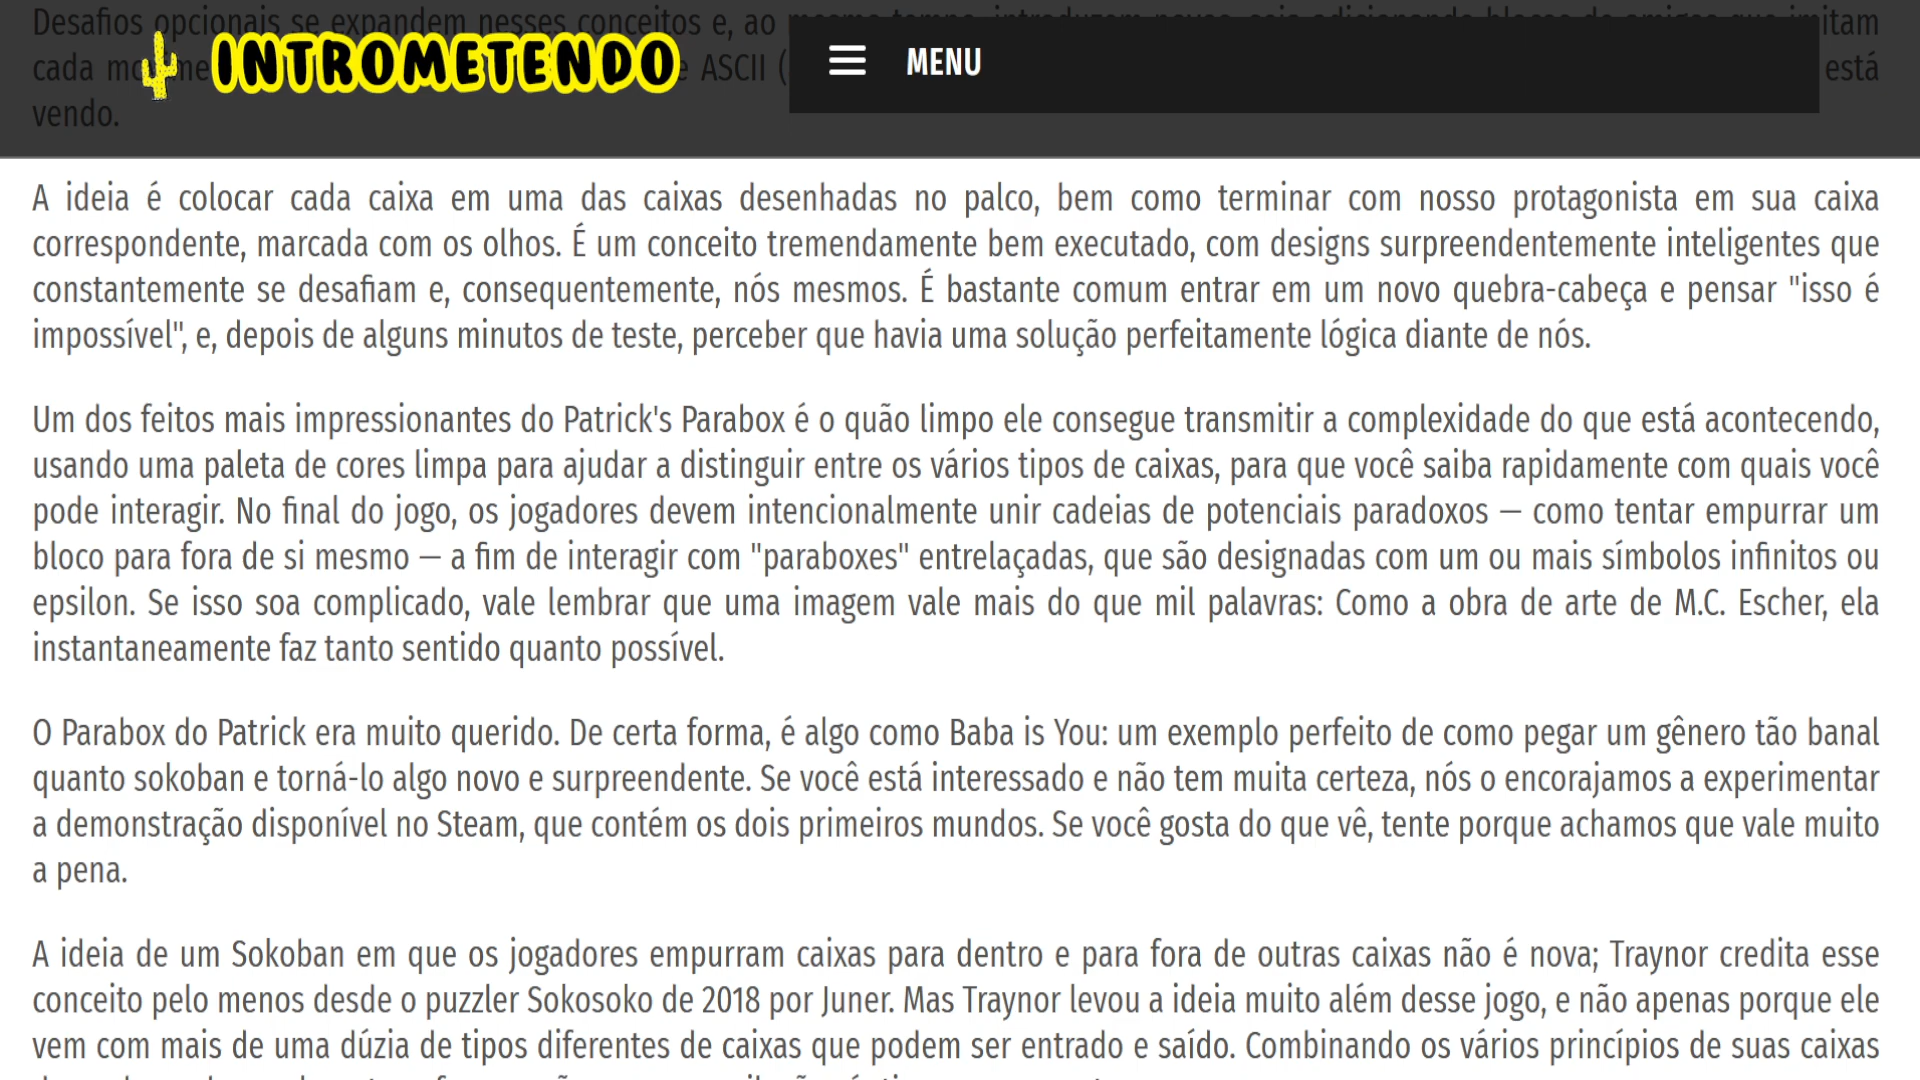 Desafios opcionais se expandem nesses conceitos e, ao
cada
INTROMETENDO
MENU
ASCII (
está
vendo.
A ideia é colocar cada caixa em uma das caixas desenhadas no palco, bem como terminar com nosso protagonista em sua caixa
correspondente, marcada com os olhos. É um conceito tremendamente bem executado, com designs surpreendentemente inteligentes que
constantemente se desafiam e, consequentemente, nós mesmos. É bastante comum entrar em um novo quebra-cabeça e pensar "isso é
impossível", e, depois de alguns minutos de teste, perceber que havia uma solução perfeitamente lógica diante de nós.
Um dos feitos mais impressionantes do Patrick's Parabox é o quão limpo ele consegue transmitir a complexidade do que está acontecendo,
usando uma paleta de cores limpa para ajudar a distinguir entre os vários tipos de caixas, para que você saiba rapidamente com quais você
pode interagir. No final do jogo, os jogadores devem intencionalmente unir cadeias de potenciais paradoxos — como tentar empurrar um
bloco para fora de si mesmo — a fim de interagir com "paraboxes" entrelaçadas, que são designadas com um ou mais símbolos infinitos ou
epsilon. Se isso soa complicado, vale lembrar que uma imagem vale mais do que mil palavras: Como a obra de arte de M.C. Escher, ela
instantaneamente faz tanto sentido quanto possível.
O Parabox do Patrick era muito querido. De certa forma, é algo como Baba is You: um exemplo perfeito de como pegar um gênero tão banal
quanto sokoban e torná-lo algo novo e surpreendente. Se você está interessado e não tem muita certeza, nós o encorajamos a experimentar
a demonstração disponível no Steam, que contém os dois primeiros mundos. Se você gosta do que vê, tente porque achamos que vale muito
a pena.
A ideia de um Sokoban em que os jogadores empurram caixas para dentro e para fora de outras caixas não é nova; Traynor credita esse
conceito pelo menos desde o puzzler Sokosoko de 2018 por Juner. Mas Traynor levou a ideia muito além desse jogo, e não apenas porque ele
vem com mais de uma dúzia de tipos diferentes de caixas que podem ser entrado e saído. Combinando os vários princípios de suas caixas